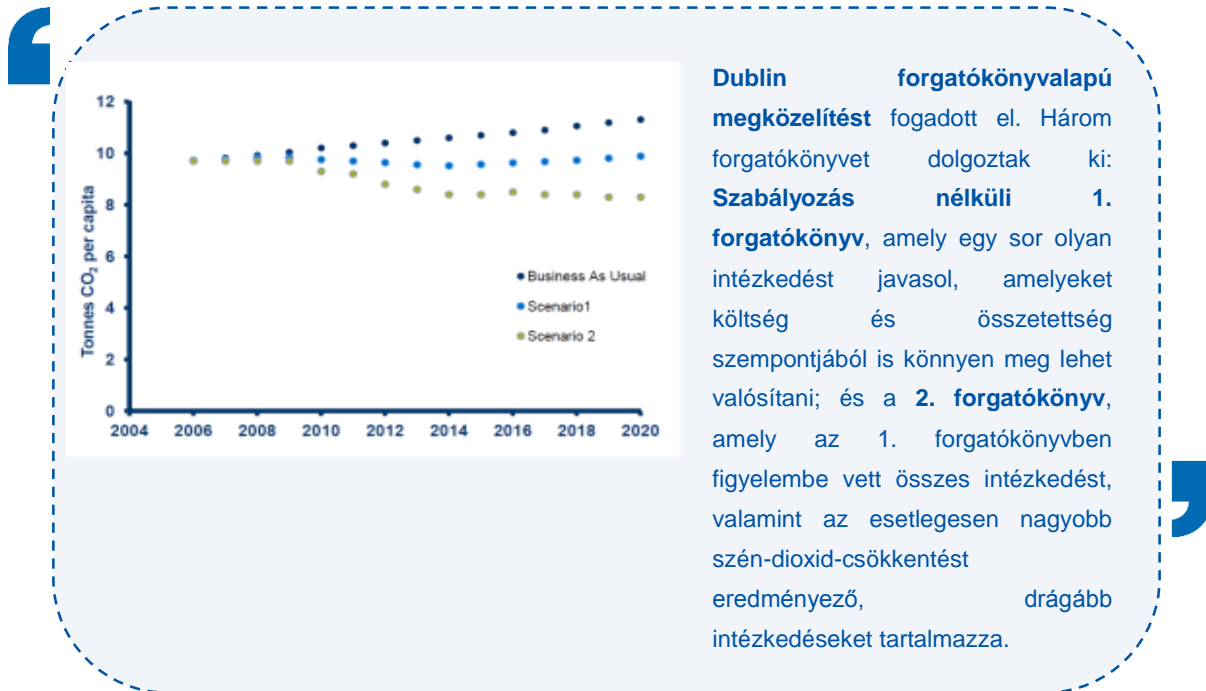 “
12
10
8
6
4
2
0
Tonnes CO₂ per capita
2004 2006 2008 2010 2012 2014 2016 2018 2020
Business As Usual
Scenario1
Scenario 2
Dublin forgatókönyvalapú
megközelítést fogadott el. Három
forgatókönyvet dolgoztak ki:
Szabályozás nélküli 1.
forgatókönyv, amely egy sor olyan
intézkedést javasol, amelyeket
költség és összetettség
szempontjából is könnyen meg lehet
valósítani; és a 2. forgatókönyv,
amely az 1. forgatókönyvben
figyelembe vett összes intézkedést,
valamint az esetlegesen nagyobb
szén-dioxid-csökkentést
eredményező, drágább
intézkedéseket tartalmazza.
”